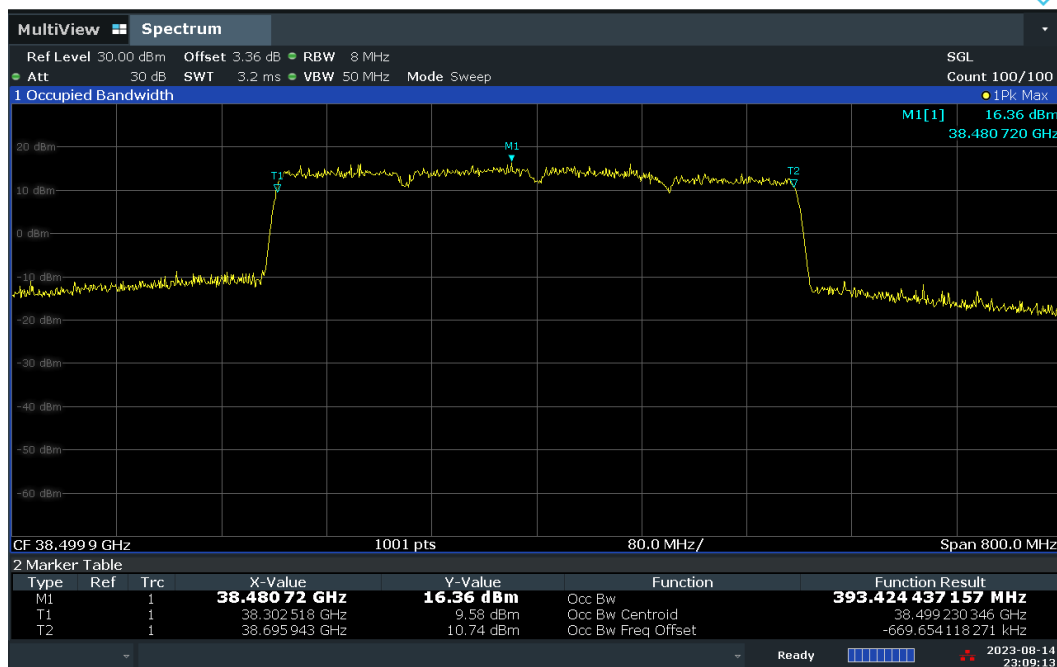 MultiView Spectrum
Ref Level 30.00 dBm Offset 3.36 dB RBW 8 MHz SGL
Att 30 dB SWT 3.2 ms VBW 50 MHz Mode Sweep Count 100/100
1 Occupied Bandwidth 1Pk Max
M1[1] 16.36 dBm
38.480 720 GHz
20 dBm
M1
T1
T2
10 dBm
0 dBm
-10 dBm
-20 dBm
-30 dBm
-40 dBm
-50 dBm
-60 dBm
CF 38.4999 GHz 1001 pts 80.0 MHz/ Span 800.0 MHz
2 Marker Table
Type Ref Trc X-Value Y-Value Function Function Result
M1 1 38.480 72 GHz 16.36 dBm Occ Bw 393.424 437 157 MHz
T1 1 38.302 518 GHz 9.58 dBm Occ Bw Centroid 38.499 230 346 GHz
T2 1 38.695 943 GHz 10.74 dBm Occ Bw Freq Offset -669.654 118 271 kHz
Ready 2023-08-14
23:09:13